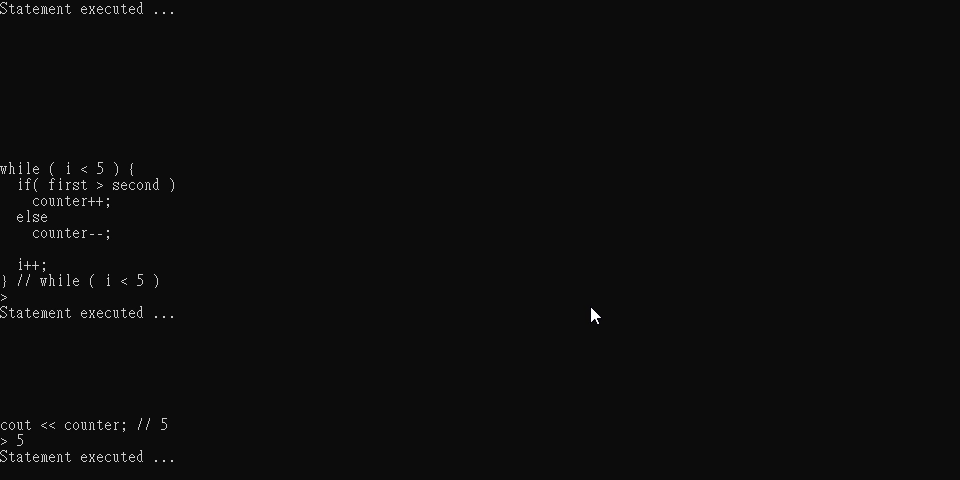 Statement executed ...
while ( i < 5 ) {
  if( first > second )
    counter++;
  else
    counter--;
  i++;
} // while ( i < 5 )
>
Statement executed ...
cout << counter; // 5
> 5
Statement executed ...